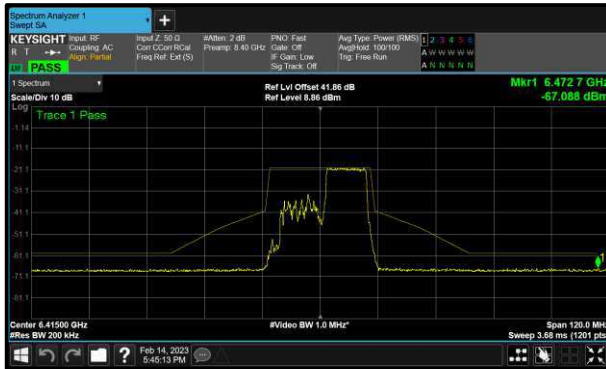 Spectrum Analyzer 1
Swept SA
+
KEYSIGHT Input: RF Input Z: 50 Ω #Atten: 2 dB PNO: Fast Avg Type: Power (RMS) 1 2 3 4 5 6
R T Coupling: AC Corr CCorr RCal Preamp: 8.40 GHz Gate: Off Avg|Hold: 100/100 A W W W W W
Align: Partial Freq Ref: Ext (S) IF Gain: Low Trig: Free Run A N N N N N
Sig Track: Off
PASS
1 Spectrum Ref Lvl Offset 41.86 dB Mkr1 6.472 7 GHz
Scale/Div 10 dB Ref Level 8.86 dBm -67.088 dBm
Log
Trace 1 Pass
-1.14
-11.1
-21.1
-31.1
-41.1
-51.1
-61.1
1
-71.1
-81.1
Center 6.41500 GHz #Video BW 1.0 MHz* Span 120.0 MHz
#Res BW 200 kHz Sweep 3.68 ms (1201 pts)
? Feb 14, 2023
5:45:13 PM